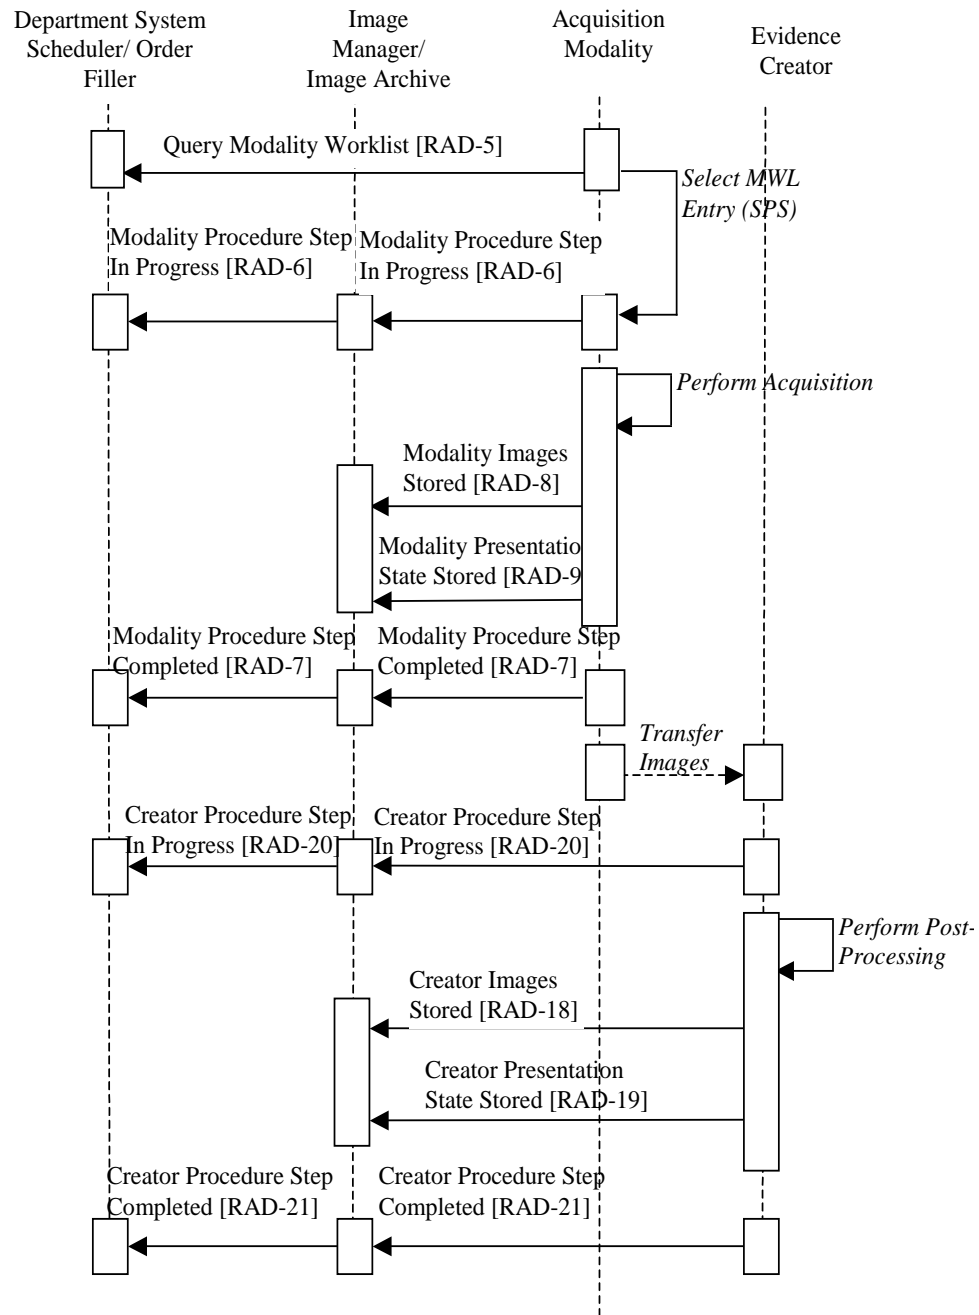 Department System
Scheduler/ Order
Filler
Image
Manager/
Image Archive
Acquisition
Modality
Evidence
Creator
Query Modality Worklist [RAD-5]
Select MWL
Entry (SPS)
Modality Procedure Step
In Progress [RAD-6]
Modality Procedure Step
In Progress [RAD-6]
Perform Acquisition
Modality Images
Stored [RAD-8]
Modality Presentatio
State Stored [RAD-9
Modality Procedure Step
Completed [RAD-7]
Modality Procedure Step
Completed [RAD-7]
Transfer
Images
Creator Procedure Step
In Progress [RAD-20]
Creator Procedure Step
In Progress [RAD-20]
Perform Post-
Processing
Creator Images
Stored [RAD-18]
Creator Presentation
State Stored [RAD-19]
Creator Procedure Step
Completed [RAD-21]
Creator Procedure Step
Completed [RAD-21]